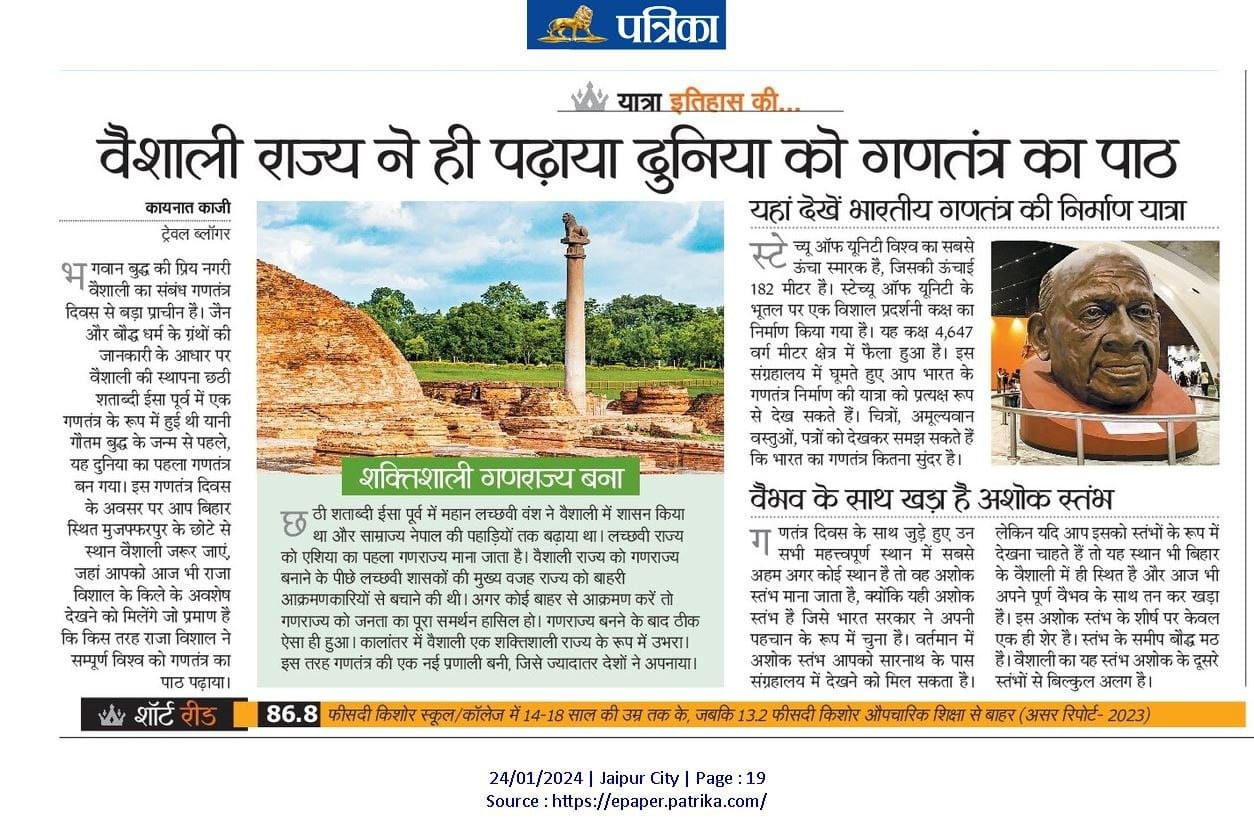 पत्रिका
यात्रा इतिहास की...
वैशाली राज्य ने ही पढ़ाया दुनिया को गणतंत्र का पाठ
कायनात काजी
ट्रेवल ब्लॉगर
भगवान बुद्ध की प्रिय नगरी
वैशाली का संबंध गणतंत्र
दिवस से बड़ा प्राचीन है। जैन
और बौद्ध धर्म के ग्रंथों की
जानकारी के आधार पर
वैशाली की स्थापना छठी
शताब्दी ईसा पूर्व में एक
गणतंत्र के रूप में हुई थी यानी
गौतम बुद्ध के जन्म से पहले,
यह दुनिया का पहला गणतंत्र
बन गया। इस गणतंत्र दिवस
के अवसर पर आप बिहार
स्थित मुजफ्फरपुर के छोटे से
स्थान वैशाली जरूर जाएं,
जहां आपको आज भी राजा
विशाल के किले के अवशेष
देखने को मिलेंगे जो प्रमाण है
कि किस तरह राजा विशाल ने
सम्पूर्ण विश्व को गणतंत्र का
पाठ पढ़ाया।
शक्तिशाली गणराज्य बना
छठी शताब्दी ईसा पूर्व में महान लच्छवी वंश ने वैशाली में शासन किया
था और साम्राज्य नेपाल की पहाड़ियों तक बढ़ाया था। लच्छवी राज्य
को एशिया का पहला गणराज्य माना जाता है। वैशाली राज्य को गणराज्य
बनाने के पीछे लच्छवी शासकों की मुख्य वजह राज्य को बाहरी
आक्रमणकारियों से बचाने की थी। अगर कोई बाहर से आक्रमण करें तो
गणराज्य को जनता का पूरा समर्थन हासिल हो। गणराज्य बनने के बाद ठीक
ऐसा ही हुआ। कालांतर में वैशाली एक शक्तिशाली राज्य के रूप में उभरा।
इस तरह गणतंत्र की एक नई प्रणाली बनी, जिसे ज्यादातर देशों ने अपनाया।
यहां देखें भारतीय गणतंत्र की निर्माण यात्रा
स्टेच्यू ऑफ यूनिटी विश्व का सबसे
ऊंचा स्मारक है, जिसकी ऊंचाई
182 मीटर है। स्टेच्यू ऑफ यूनिटी के
भूतल पर एक विशाल प्रदर्शनी कक्ष का
निर्माण किया गया है। यह कक्ष 4,647
वर्ग मीटर क्षेत्र में फैला हुआ है। इस
संग्रहालय में घूमते हुए आप भारत के
गणतंत्र निर्माण की यात्रा को प्रत्यक्ष रूप
से देख सकते हैं। चित्रों, अमूल्यवान
वस्तुओं, पत्रों को देखकर समझ सकते हैं
कि भारत का गणतंत्र कितना सुंदर है।
वैभव के साथ खड़ा है अशोक स्तंभ
गणतंत्र दिवस के साथ जुड़े हुए उन
सभी महत्त्वपूर्ण स्थान में सबसे
अहम अगर कोई स्थान है तो वह अशोक
स्तंभ माना जाता है, क्योंकि यही अशोक
स्तंभ है जिसे भारत सरकार ने अपनी
पहचान के रूप में चुना है। वर्तमान में
अशोक स्तंभ आपको सारनाथ के पास
संग्रहालय में देखने को मिल सकता है।
लेकिन यदि आप इसको स्तंभों के रूप में
देखना चाहते हैं तो यह स्थान भी बिहार
के वैशाली में ही स्थित है और आज भी
अपने पूर्ण वैभव के साथ तन कर खड़ा
है। इस अशोक स्तंभ के शीर्ष पर केवल
एक ही शेर है। स्तंभ के समीप बौद्ध मठ
है। वैशाली का यह स्तंभ अशोक के दूसरे
स्तंभों से बिल्कुल अलग है।
शॉर्ट रीड 86.8 फीसदी किशोर स्कूल/कॉलेज में 14-18 साल की उम्र तक के, जबकि 13.2 फीसदी किशोर औपचारिक शिक्षा से बाहर (असर रिपोर्ट- 2023)
24/01/2024 | Jaipur City | Page : 19
Source : https://epaper.patrika.com/